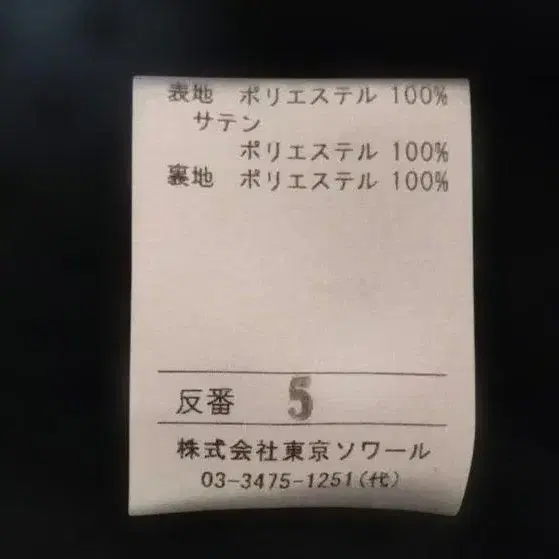 表地 ポリエステル 100%
サテン
ポリエステル 100%
裏地 ポリエステル 100%
反番 5
株式会社東京ソワール
03-3475-1251(代)